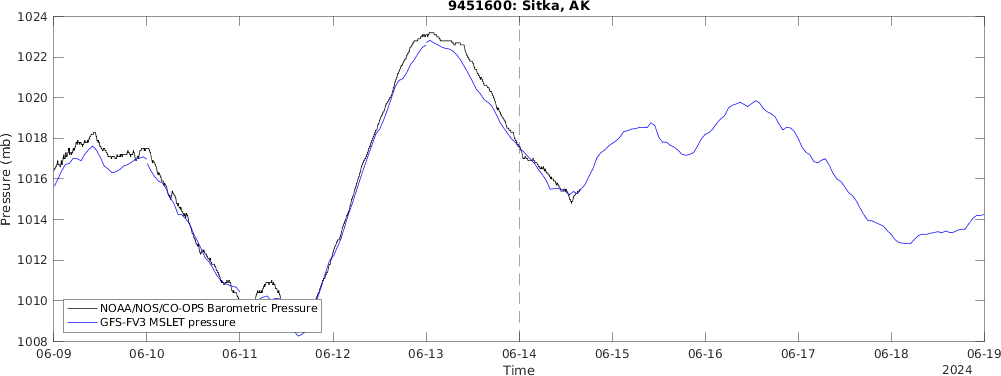 9451600: Sitka, AK
1024
1022
1020
1018
1016
1014
1012
1010
1008
Pressure (mb)
NOAA/NOS/CO-OPS Barometric Pressure
GFS-FV3 MSLET pressure
06-09 06-10 06-11 06-12 06-13 06-14 06-15 06-16 06-17 06-18 06-19
Time
2024